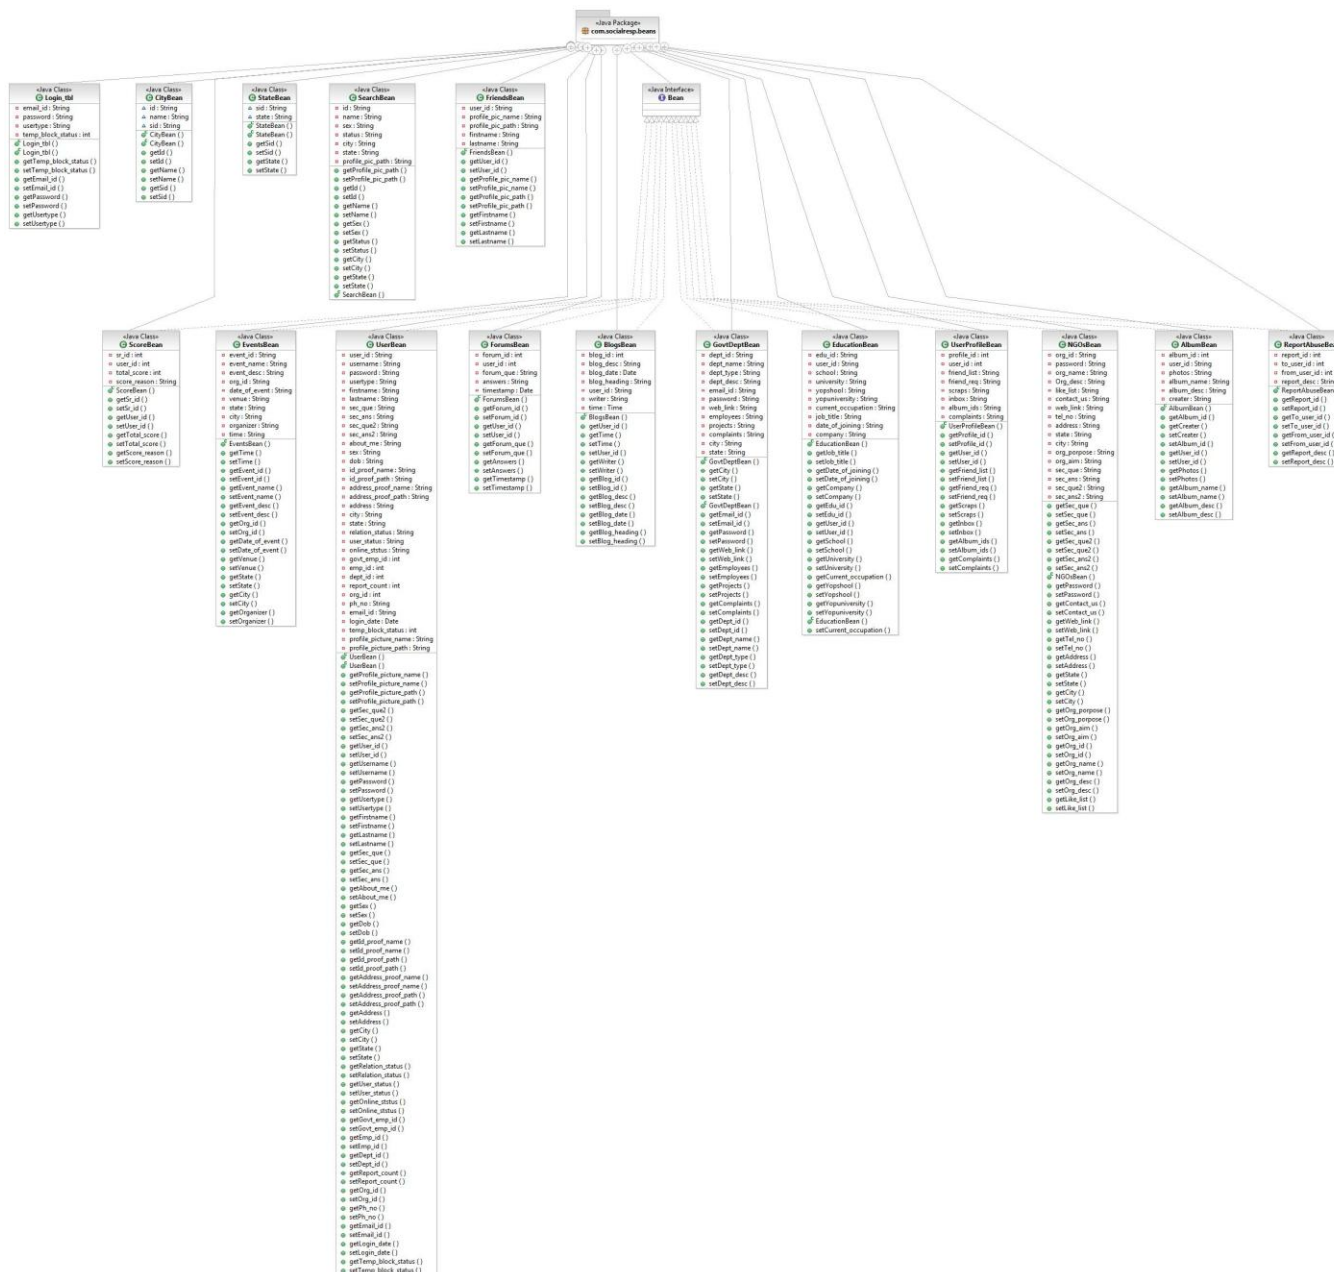 «Java Package»
com.socialresp.beans
«Java Class»
Login_tbl
email_id : String
password : String
usertype : String
temp_block_status : int
Login_tbl ( )
Login_tbl ( )
getTemp_block_status ( )
setTemp_block_status ( )
getEmail_id ( )
setEmail_id ( )
getPassword ( )
setPassword ( )
getUsertype ( )
setUsertype ( )
«Java Class»
CityBean
id : String
name : String
sid : String
CityBean ( )
CityBean ( )
getId ( )
setId ( )
getName ( )
setName ( )
getSid ( )
setSid ( )
«Java Class»
StateBean
sid : String
state : String
StateBean ( )
StateBean ( )
getSid ( )
setSid ( )
getState ( )
setState ( )
«Java Class»
SearchBean
id : String
name : String
sex : String
status : String
city : String
state : String
profile_pic_path : String
getProfile_pic_path ( )
setProfile_pic_path ( )
getId ( )
setId ( )
getName ( )
setName ( )
getSex ( )
setSex ( )
getStatus ( )
setStatus ( )
getCity ( )
setCity ( )
getState ( )
setState ( )
SearchBean ( )
«Java Class»
FriendsBean
user_id : String
profile_pic_name : String
profile_pic_path : String
firstname : String
lastname : String
FriendsBean ( )
getUser_id ( )
setUser_id ( )
getProfile_pic_name ( )
setProfile_pic_name ( )
getProfile_pic_path ( )
setProfile_pic_path ( )
getFirstname ( )
setFirstname ( )
getLastname ( )
setLastname ( )
«Java Interface»
Bean
«Java Class»
ScoreBean
sr_id : int
user_id : int
total_score : int
score_reason : String
ScoreBean ( )
getSr_id ( )
setSr_id ( )
getUser_id ( )
setUser_id ( )
getTotal_score ( )
setTotal_score ( )
getScore_reason ( )
setScore_reason ( )
«Java Class»
EventsBean
event_id : String
event_name : String
event_desc : String
org_id : String
date_of_event : String
venue : String
state : String
city : String
organizer : String
time : String
EventsBean ( )
getTime ( )
setTime ( )
getEvent_id ( )
setEvent_id ( )
getEvent_name ( )
setEvent_name ( )
getEvent_desc ( )
setEvent_desc ( )
getOrg_id ( )
setOrg_id ( )
getDate_of_event ( )
setDate_of_event ( )
getVenue ( )
setVenue ( )
getState ( )
setState ( )
getCity ( )
setCity ( )
getOrganizer ( )
setOrganizer ( )
«Java Class»
UserBean
user_id : String
username : String
password : String
usertype : String
firstname : String
lastname : String
sec_que : String
sec_ans : String
sec_que2 : String
sec_ans2 : String
about_me : String
sex : String
dob : String
id_proof_name : String
id_proof_path : String
address_proof_name : String
address_proof_path : String
address : String
city : String
state : String
relation_status : String
user_status : String
online_ststus : String
govt_emp_id : int
emp_id : int
dept_id : int
report_count : int
org_id : int
ph_no : String
email_id : String
login_date : Date
temp_block_status : int
profile_picture_name : String
profile_picture_path : String
UserBean ( )
UserBean ( )
getProfile_picture_name ( )
setProfile_picture_name ( )
getProfile_picture_path ( )
setProfile_picture_path ( )
getSec_que2 ( )
setSec_que2 ( )
getSec_ans2 ( )
setSec_ans2 ( )
getUser_id ( )
setUser_id ( )
getUsername ( )
setUsername ( )
getPassword ( )
setPassword ( )
getUsertype ( )
setUsertype ( )
getFirstname ( )
setFirstname ( )
getLastname ( )
setLastname ( )
getSec_que ( )
setSec_que ( )
getSec_ans ( )
setSec_ans ( )
getAbout_me ( )
setAbout_me ( )
getSex ( )
setSex ( )
getDob ( )
setDob ( )
getId_proof_name ( )
setId_proof_name ( )
getId_proof_path ( )
setId_proof_path ( )
getAddress_proof_name ( )
setAddress_proof_name ( )
getAddress_proof_path ( )
setAddress_proof_path ( )
getAddress ( )
setAddress ( )
getCity ( )
setCity ( )
getState ( )
setState ( )
getRelation_status ( )
setRelation_status ( )
getUser_status ( )
setUser_status ( )
getOnline_ststus ( )
setOnline_ststus ( )
getGovt_emp_id ( )
setGovt_emp_id ( )
getEmp_id ( )
setEmp_id ( )
getDept_id ( )
setDept_id ( )
getReport_count ( )
setReport_count ( )
getOrg_id ( )
setOrg_id ( )
getPh_no ( )
setPh_no ( )
getEmail_id ( )
setEmail_id ( )
getLogin_date ( )
setLogin_date ( )
getTemp_block_status ( )
setTemp_block_status ( )
«Java Class»
ForumsBean
forum_id : int
user_id : int
forum_que : String
answers : String
timestamp : Date
ForumsBean ( )
getForum_id ( )
setForum_id ( )
getUser_id ( )
setUser_id ( )
getForum_que ( )
setForum_que ( )
getAnswers ( )
setAnswers ( )
getTimestamp ( )
setTimestamp ( )
«Java Class»
BlogsBean
blog_id : int
blog_desc : String
blog_date : Date
blog_heading : String
user_id : String
writer : String
time : Time
BlogsBean ( )
getUser_id ( )
getTime ( )
setTime ( )
setUser_id ( )
getWriter ( )
setWriter ( )
getBlog_id ( )
setBlog_id ( )
getBlog_desc ( )
setBlog_desc ( )
getBlog_date ( )
setBlog_date ( )
getBlog_heading ( )
setBlog_heading ( )
«Java Class»
GovtDeptBean
dept_id : String
dept_name : String
dept_type : String
dept_desc : String
email_id : String
password : String
web_link : String
employees : String
projects : String
complaints : String
city : String
state : String
GovtDeptBean ( )
getCity ( )
setCity ( )
getState ( )
setState ( )
GovtDeptBean ( )
getEmail_id ( )
setEmail_id ( )
getPassword ( )
setPassword ( )
getWeb_link ( )
setWeb_link ( )
getEmployees ( )
setEmployees ( )
getProjects ( )
setProjects ( )
getComplaints ( )
setComplaints ( )
getDept_id ( )
setDept_id ( )
getDept_name ( )
setDept_name ( )
getDept_type ( )
setDept_type ( )
getDept_desc ( )
setDept_desc ( )
«Java Class»
EducationBean
edu_id : String
user_id : String
school : String
university : String
yopshool : String
yopuniversity : String
current_occupation : String
job_title : String
date_of_joining : String
company : String
EducationBean ( )
getJob_title ( )
setJob_title ( )
getDate_of_joining ( )
setDate_of_joining ( )
getCompany ( )
setCompany ( )
getEdu_id ( )
setEdu_id ( )
getUser_id ( )
setUser_id ( )
getSchool ( )
setSchool ( )
getUniversity ( )
setUniversity ( )
getCurrent_occupation ( )
getYopshool ( )
setYopshool ( )
getYopuniversity ( )
setYopuniversity ( )
EducationBean ( )
setCurrent_occupation ( )
«Java Class»
UserProfileBean
profile_id : int
user_id : int
friend_list : String
friend_req : String
scraps : String
inbox : String
album_ids : String
complaints : String
UserProfileBean ( )
getProfile_id ( )
setProfile_id ( )
getUser_id ( )
setUser_id ( )
getFriend_list ( )
setFriend_list ( )
getFriend_req ( )
setFriend_req ( )
getScraps ( )
setScraps ( )
getInbox ( )
setInbox ( )
getAlbum_ids ( )
setAlbum_ids ( )
getComplaints ( )
setComplaints ( )
«Java Class»
NGOsBean
org_id : String
password : String
org_name : String
Org_desc : String
like_list : String
contact_us : String
web_link : String
tel_no : String
address : String
state : String
city : String
org_porpose : String
org_aim : String
sec_que : String
sec_ans : String
sec_que2 : String
sec_ans2 : String
getSec_que ( )
setSec_que ( )
getSec_ans ( )
setSec_ans ( )
getSec_que2 ( )
setSec_que2 ( )
getSec_ans2 ( )
setSec_ans2 ( )
NGOsBean ( )
getPassword ( )
setPassword ( )
getContact_us ( )
setContact_us ( )
getWeb_link ( )
setWeb_link ( )
getTel_no ( )
setTel_no ( )
getAddress ( )
setAddress ( )
getState ( )
setState ( )
getCity ( )
setCity ( )
getOrg_porpose ( )
setOrg_porpose ( )
getOrg_aim ( )
setOrg_aim ( )
getOrg_id ( )
setOrg_id ( )
getOrg_name ( )
setOrg_name ( )
getOrg_desc ( )
setOrg_desc ( )
getLike_list ( )
setLike_list ( )
«Java Class»
AlbumBean
album_id : int
user_id : int
photos : String
album_name : String
album_desc : String
creater : String
AlbumBean ( )
getAlbum_id ( )
getCreater ( )
setCreater ( )
setAlbum_id ( )
getUser_id ( )
setUser_id ( )
getPhotos ( )
setPhotos ( )
getAlbum_name ( )
setAlbum_name ( )
getAlbum_desc ( )
setAlbum_desc ( )
«Java Class»
ReportAbuseBea
report_id : int
to_user_id : int
from_user_id : int
report_desc : String
ReportAbuseBean
getReport_id ( )
setReport_id ( )
getTo_user_id ( )
setTo_user_id ( )
getFrom_user_id (
setFrom_user_id (
getReport_desc (
setReport_desc (